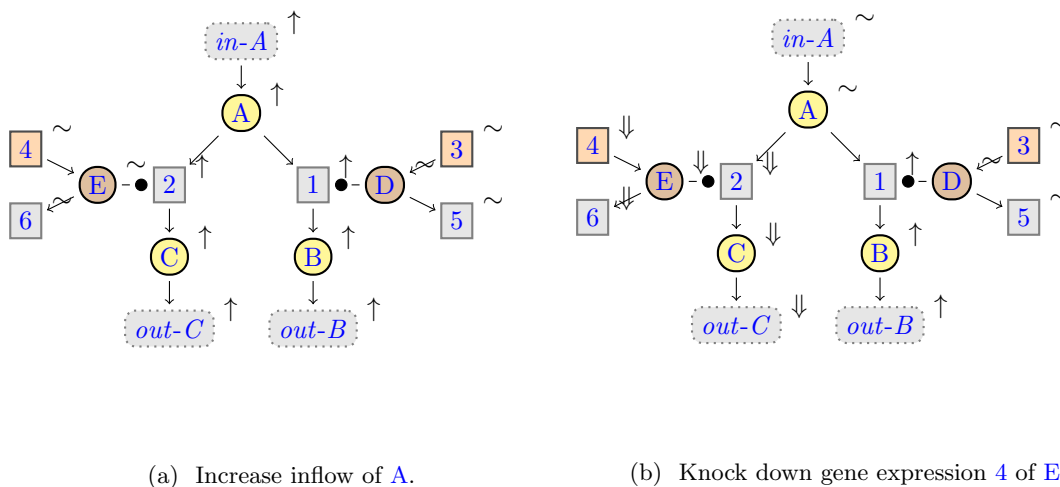 in-A ↑ in-A ∼
A ↑ A ∼
4 ∼ 3 ∼ 4 ⇓ 3 ∼
E ∼ 2 ↑ 1 ↑ D ∼ E ⇓ 2 ⇓ 1 ↑ D ∼
6 ∼ 5 ∼ 6 ⇓ 5 ∼
C ↑ B ↑ C ⇓ B ↑
out-C ↑ out-B ↑ out-C ⇓ out-B ↑
(a) Increase inflow of A. (b) Knock down gene expression 4 of E